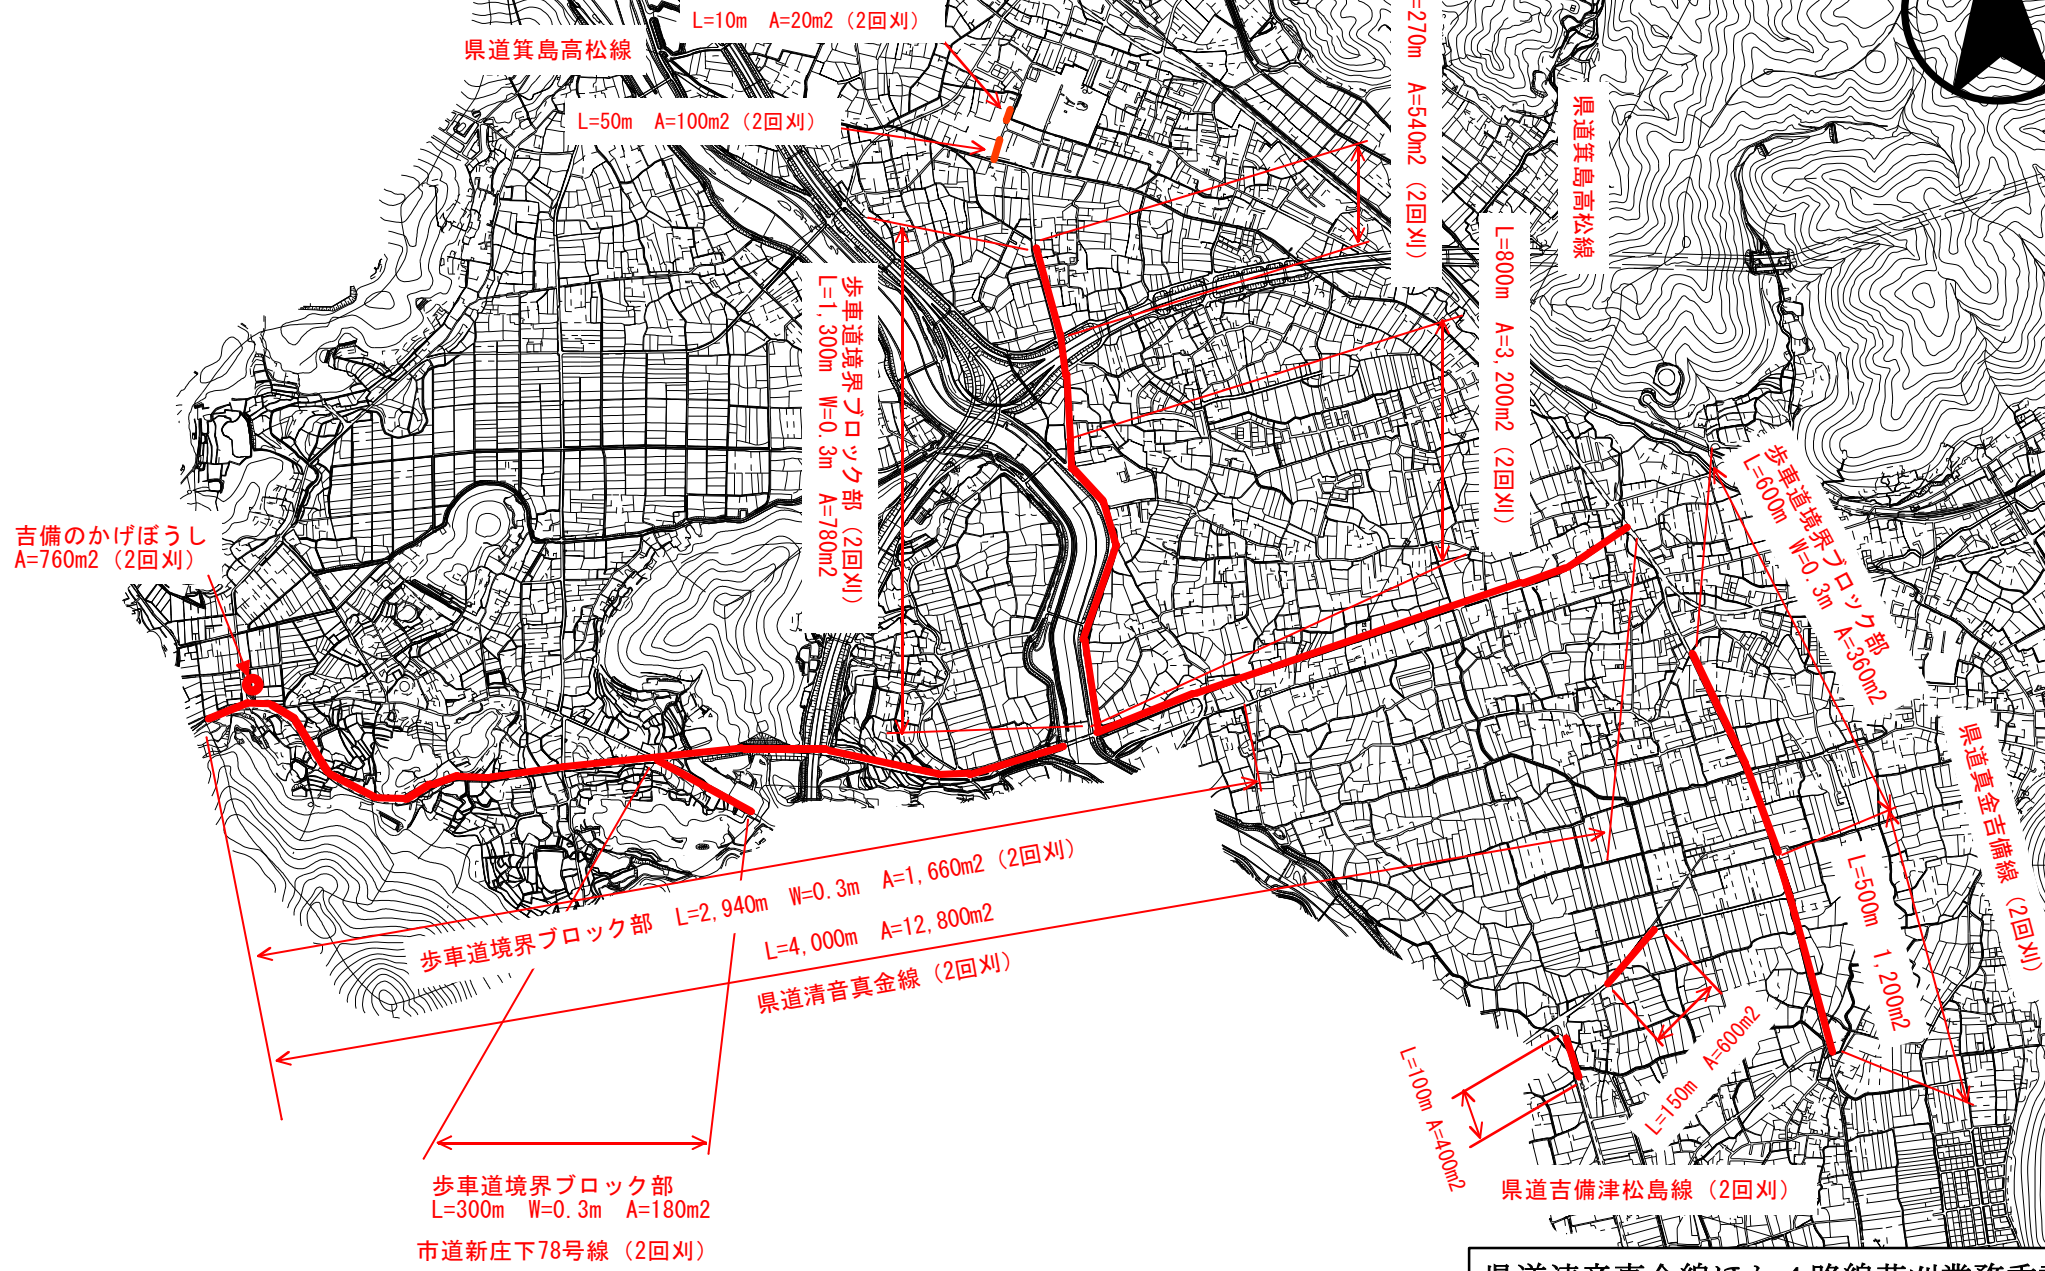 L=10m A=20m2（2回刈）
県道箕島高松線
L=50m A=100m2（2回刈）
=270m A=540m2（2回刈）
県道箕島高松線
L=800m A=3,200m2（2回刈）
歩車道境界ブロック部（2回刈）
L=1,300m W=0.3m A=780m2
歩車道境界ブロック部
L=600m W=0.3m A=360m2
吉備のかげぼうし
A=760m2（2回刈）
県道真金吉備線（2回刈）
L=500m 1,200m2
歩車道境界ブロック部 L=2,940m W=0.3m A=1,660m2（2回刈）
L=4,000m A=12,800m2
県道清音真金線（2回刈）
L=150m A=600m2
L=100m A=400m2
県道吉備津松島線（2回刈）
歩車道境界ブロック部
L=300m W=0.3m A=180m2
市道新庄下78号線（2回刈）